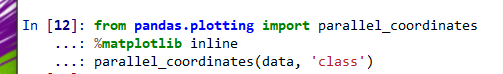 In [12]: from pandas.plotting import parallel_coordinates
...: %matplotlib inline
...: parallel_coordinates(data, 'class')